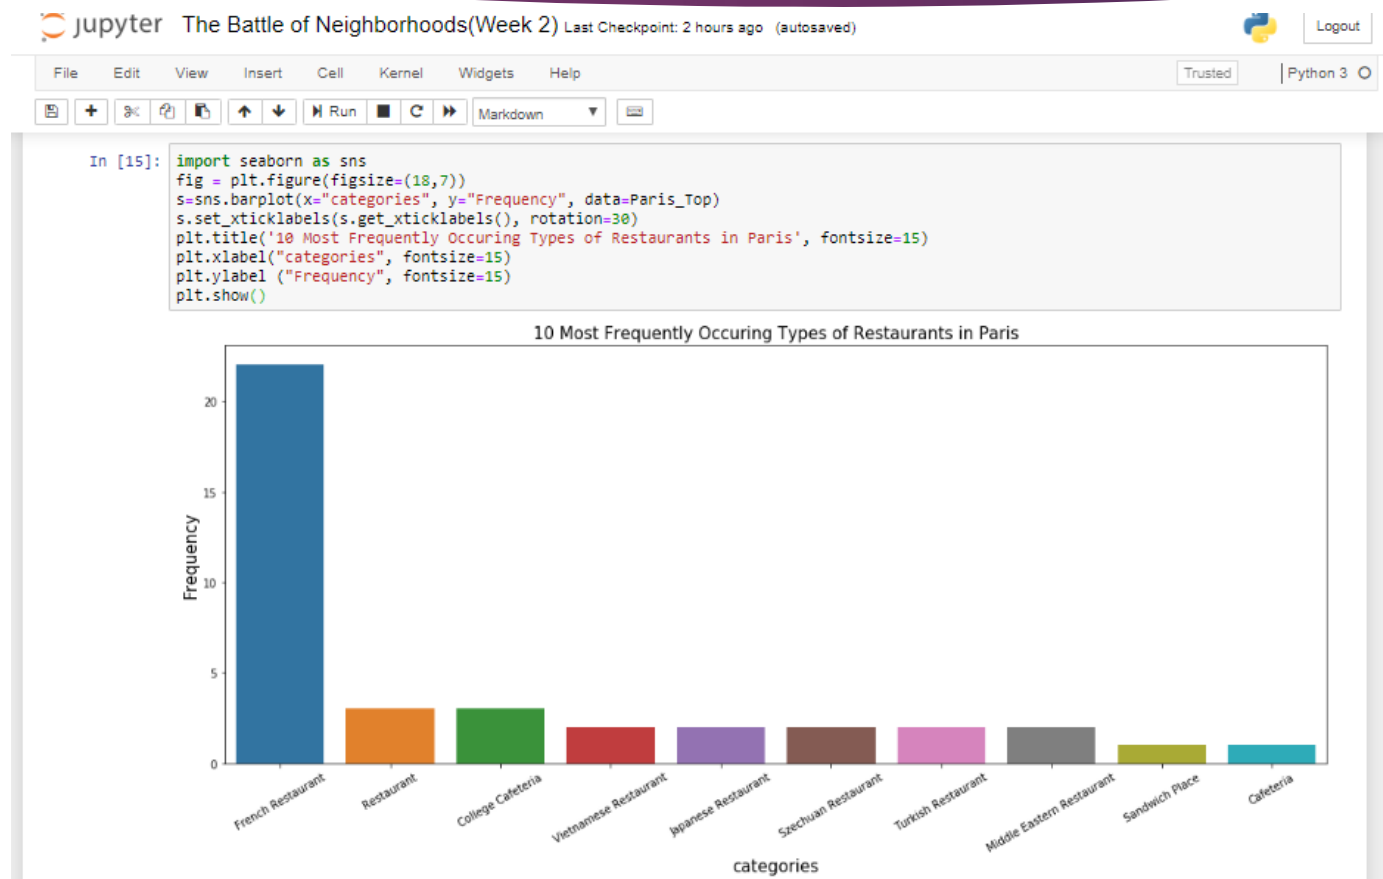 jupyter The Battle of Neighborhoods(Week 2) Last Checkpoint: 2 hours ago (autosaved) Logout
File Edit View Insert Cell Kernel Widgets Help Trusted Python 3
Run Markdown
In [15]: import seaborn as sns
fig = plt.figure(figsize=(18,7))
s=sns.barplot(x="categories", y="Frequency", data=Paris_Top)
s.set_xticklabels(s.get_xticklabels(), rotation=30)
plt.title('10 Most Frequently Occuring Types of Restaurants in Paris', fontsize=15)
plt.xlabel("categories", fontsize=15)
plt.ylabel ("Frequency", fontsize=15)
plt.show()
10 Most Frequently Occuring Types of Restaurants in Paris
20
15
10
5
0
Frequency
French Restaurant
Restaurant
College Cafeteria
Vietnamese Restaurant
Japanese Restaurant
Szechuan Restaurant
Turkish Restaurant
Middle Eastern Restaurant
Sandwich Place
Cafeteria
categories